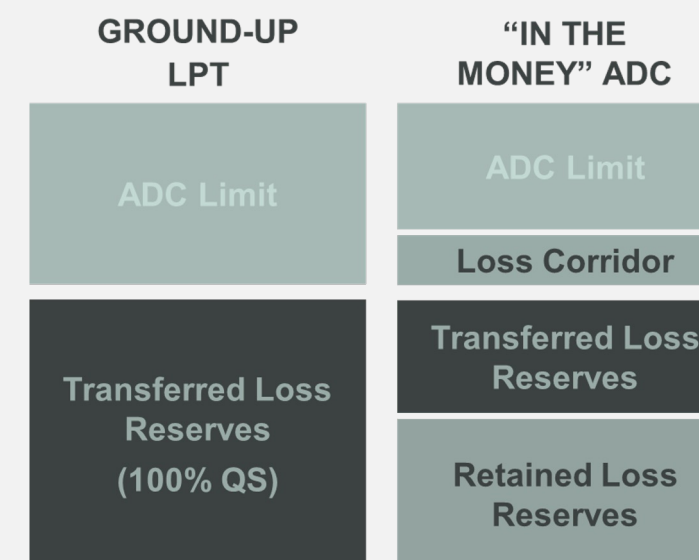 GROUND-UP
LPT
ADC Limit
Transferred Loss
Reserves
(100% QS)
“IN THE
MONEY” ADC
ADC Limit
Loss Corridor
Transferred Loss
Reserves
Retained Loss
Reserves